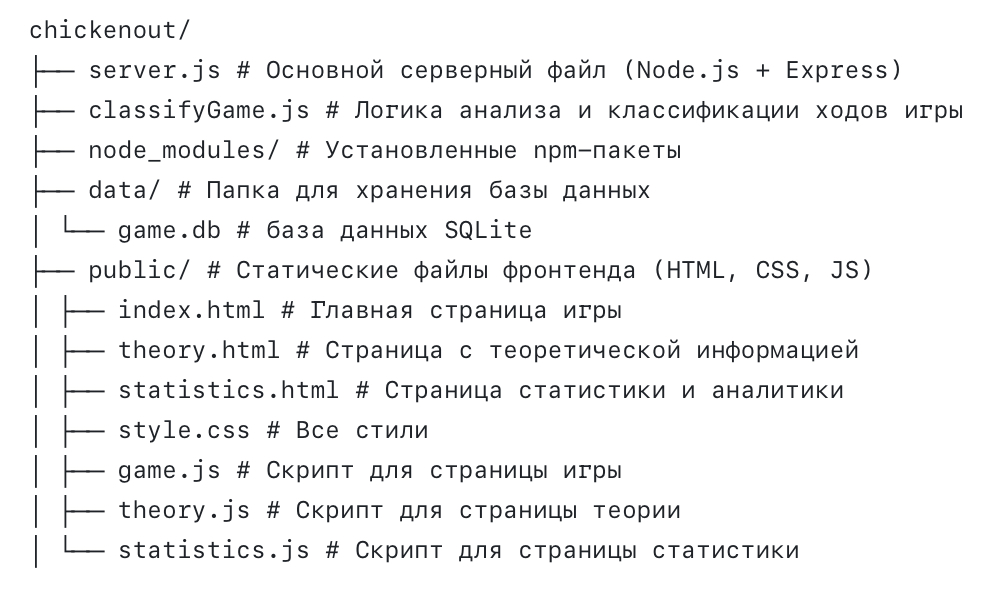 chickenout/
├── server.js # Основной серверный файл (Node.js + Express)
├── classifyGame.js # Логика анализа и классификации ходов игры
├── node_modules/ # Установленные npm-пакеты
├── data/ # Папка для хранения базы данных
│ └── game.db # база данных SQLite
├── public/ # Статические файлы фронтенда (HTML, CSS, JS)
│ ├── index.html # Главная страница игры
│ ├── theory.html # Страница с теоретической информацией
│ ├── statistics.html # Страница статистики и аналитики
│ ├── style.css # Все стили
│ ├── game.js # Скрипт для страницы игры
│ ├── theory.js # Скрипт для страницы теории
│ └── statistics.js # Скрипт для страницы статистики